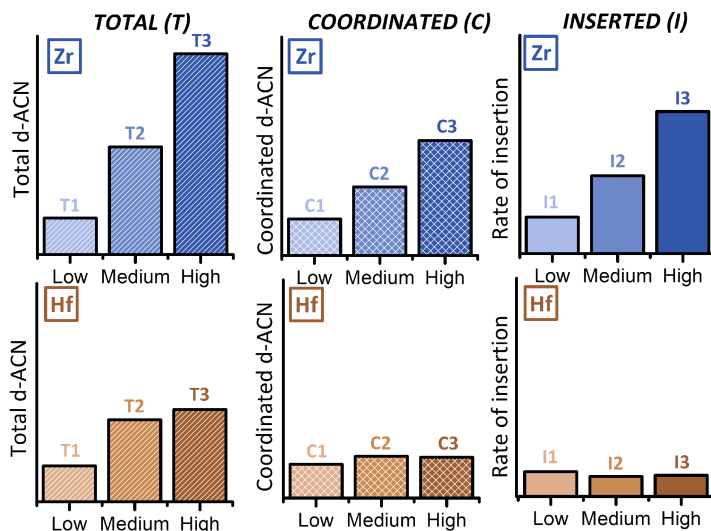 TOTAL (T)
COORDINATED (C)
INSERTED (I)
Zr
Total d-ACN
T1
T2
T3
Low
Medium
High
Zr
Coordinated d-ACN
C1
C2
C3
Low
Medium
High
Zr
Rate of insertion
I1
I2
I3
Low
Medium
High
Hf
Total d-ACN
T1
T2
T3
Low
Medium
High
Hf
Coordinated d-ACN
C1
C2
C3
Low
Medium
High
Hf
Rate of insertion
I1
I2
I3
Low
Medium
High